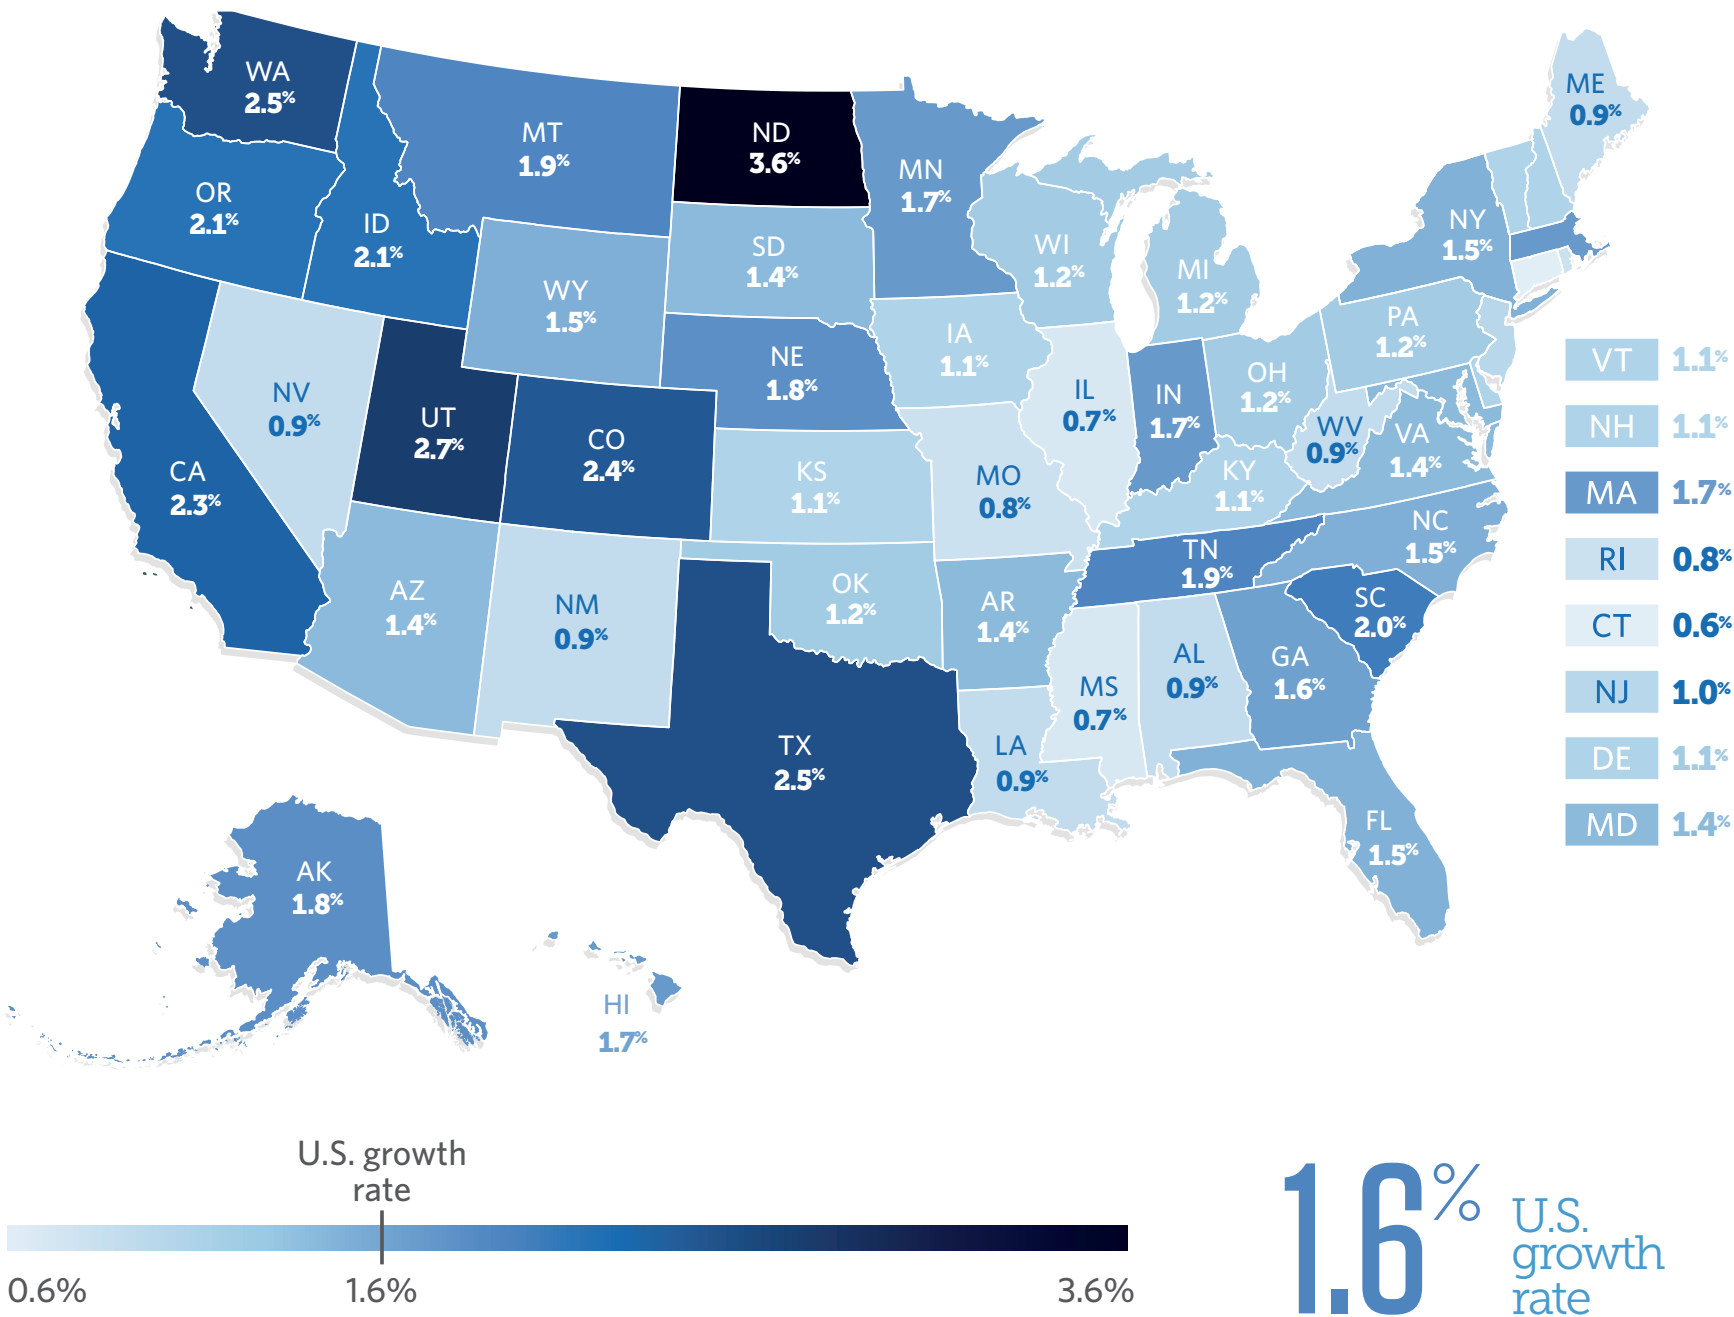 WA
2.5%
OR
2.1%
ID
2.1%
MT
1.9%
ND
3.6%
MN
1.7%
SD
1.4%
WY
1.5%
WI
1.2%
MI
1.2%
NY
1.5%
ME
0.9%
NV
0.9%
UT
2.7%
CO
2.4%
CA
2.3%
NE
1.8%
IA
1.1%
IL
0.7%
IN
1.7%
OH
1.2%
PA
1.2%
WV
0.9%
VA
1.4%
KS
1.1%
MO
0.8%
KY
1.1%
NC
1.5%
TN
1.9%
AZ
1.4%
NM
0.9%
OK
1.2%
AR
1.4%
SC
2.0%
MS
0.7%
AL
0.9%
GA
1.6%
TX
2.5%
LA
0.9%
FL
1.5%
AK
1.8%
HI
1.7%
VT 1.1%
NH 1.1%
MA 1.7%
RI 0.8%
CT 0.6%
NJ 1.0%
DE 1.1%
MD 1.4%
U.S. growth
rate
0.6% 1.6% 3.6%
1.6%
U.S.
growth
rate